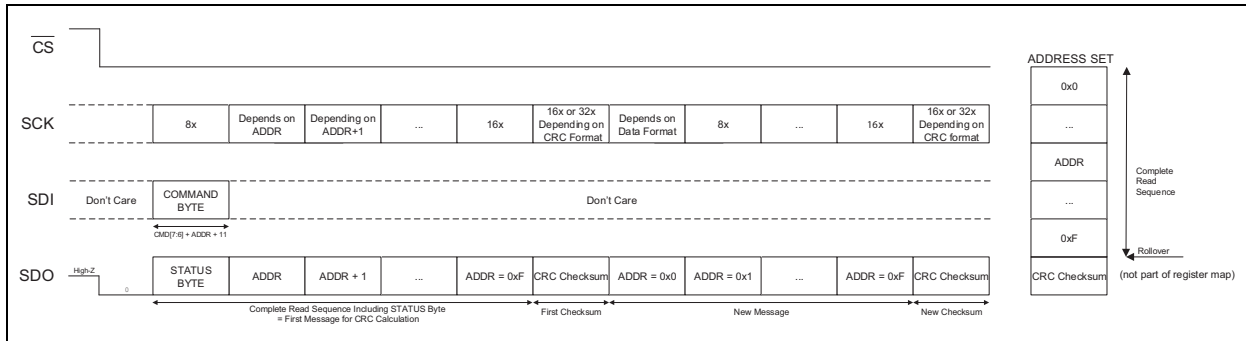 CS
SCK
8x
Depends on
ADDR
Depending on
ADDR+1
...
16x
16x or 32x
Depending on
CRC Format
Depends on
Data Format
8x
...
16x
16x or 32x
Depending on
CRC format
SDI
Don't Care
COMMAND
BYTE
Don't Care
CMD[7:6] + ADDR + 11
SDO
High-Z
0
STATUS
BYTE
ADDR
ADDR + 1
...
ADDR = 0xF
CRC Checksum
ADDR = 0x0
ADDR = 0x1
...
ADDR = 0xF
CRC Checksum
Complete Read Sequence Including STATUS Byte
= First Message for CRC Calculation
First Checksum
New Message
New Checksum
ADDRESS SET
0x0
...
ADDR
...
0xF
CRC Checksum
Complete
Read
Sequence
Rollover
(not part of register map)